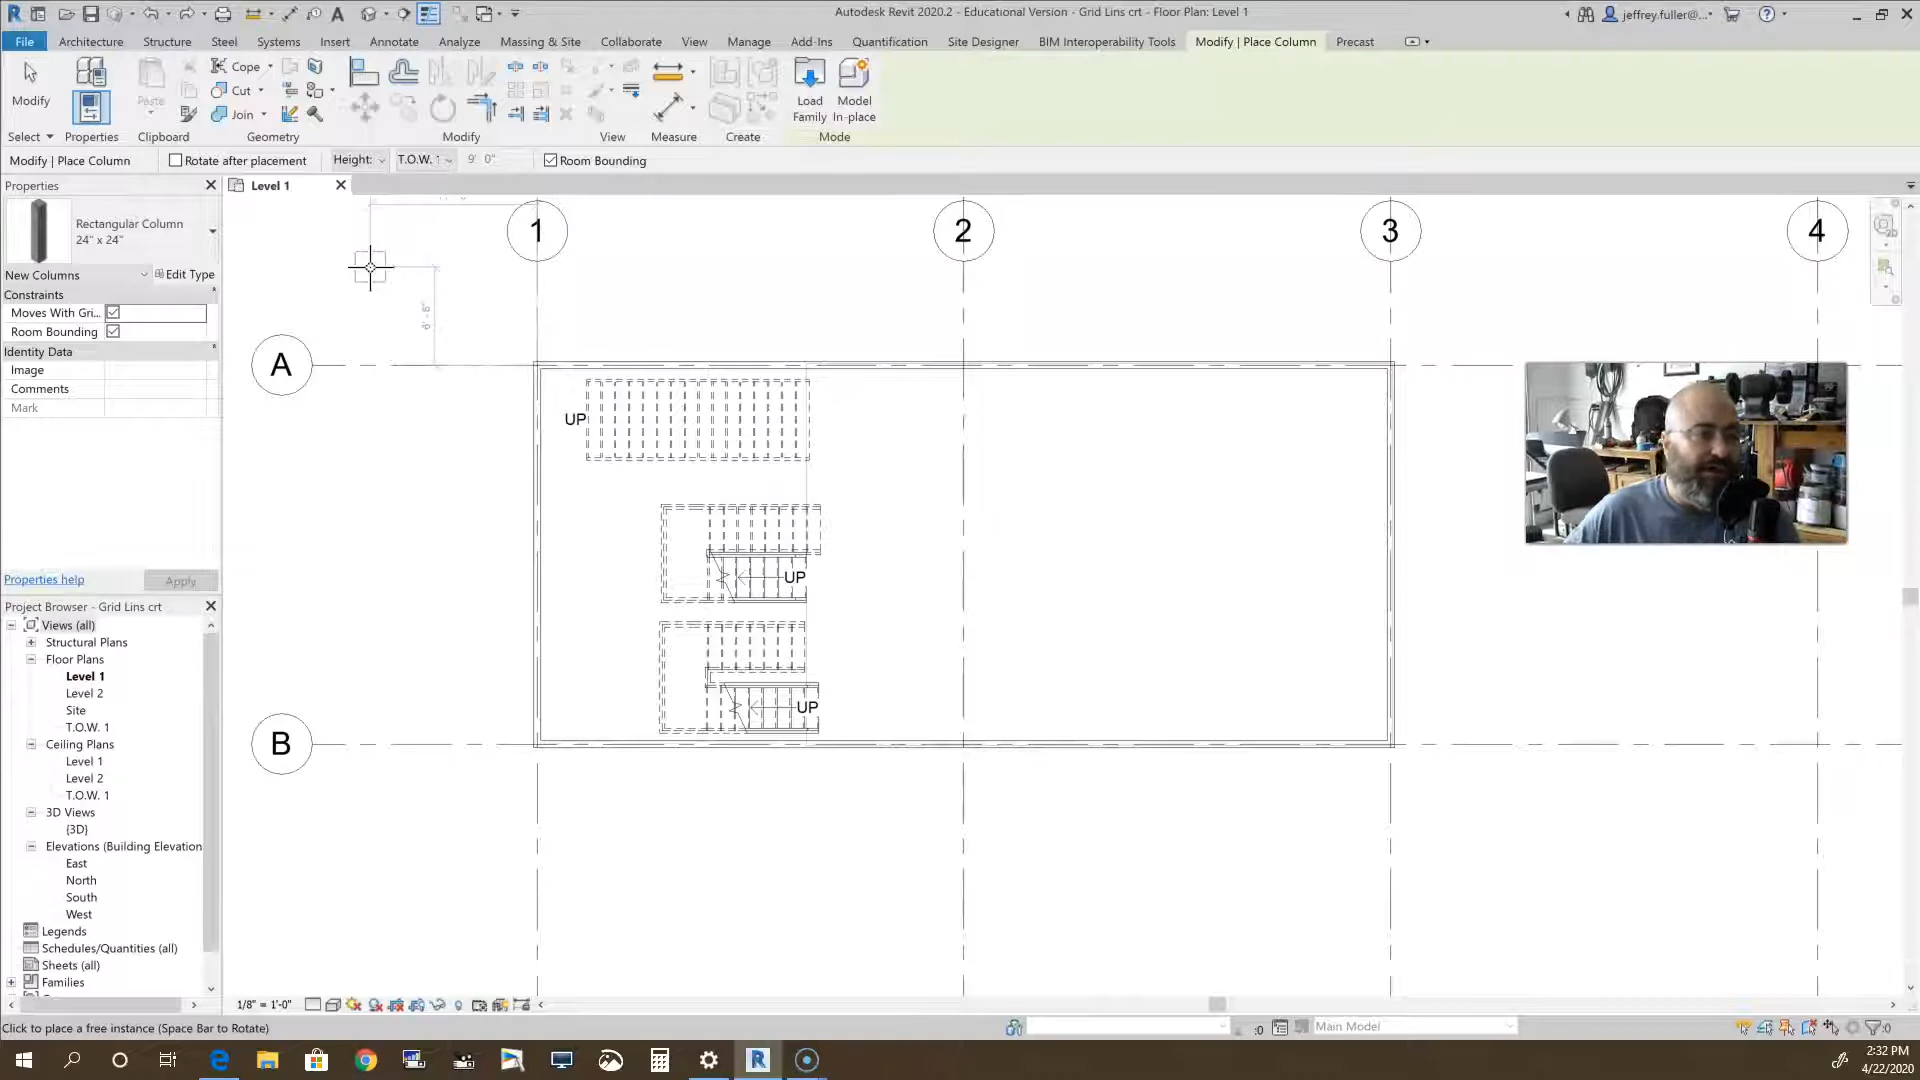 Autodesk Revit 2020.2 - Educational Version - Grid Lins crt - Floor Plan: Level 1
jeffrey.fuller@...
File Architecture Structure Steel Systems Insert Annotate Analyze Massing & Site Collaborate View Manage Add-Ins Quantification Site Designer BIM Interoperability Tools Modify | Place Column Precast
Modify
Paste
Cope
Cut
Join
Load Family
Model In-place
Select Properties Clipboard Geometry Modify View Measure Create Mode
Modify | Place Column Rotate after placement Height: T.O.W. 9' 0" Room Bounding
Properties
Level 1
Rectangular Column
24" x 24"
New Columns Edit Type
Constraints
Moves With Gri...
Room Bounding
Identity Data
Image
Comments
Mark
Properties help Apply
Project Browser - Grid Lins crt
Views (all)
Structural Plans
Floor Plans
Level 1
Level 2
Site
T.O.W. 1
Ceiling Plans
Level 1
Level 2
T.O.W. 1
3D Views
{3D}
Elevations (Building Elevation
East
North
South
West
Legends
Schedules/Quantities (all)
Sheets (all)
Families
1 2 3 4
A
B
UP
UP
UP
1/8" = 1'-0"
Click to place a free instance (Space Bar to Rotate)
:0
Main Model
:0
2:32 PM
4/22/2020